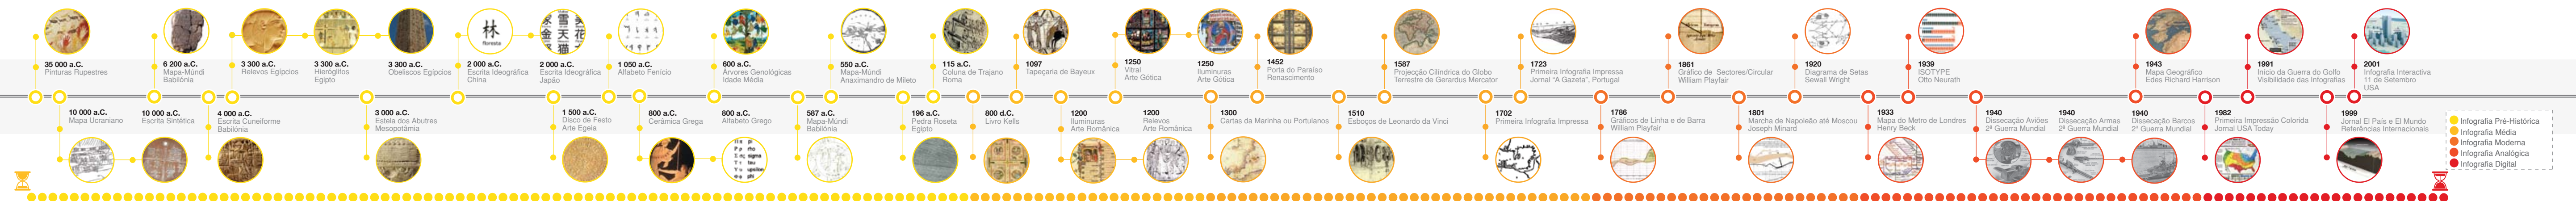 35 000 a.C.
Pinturas Rupestres
10 000 a.C.
Mapa Ucraniano
10 000 a.C.
Escrita Sintética
6 200 a.C.
Mapa-Múndi
Babilónia
4 000 a.C.
Escrita Cuneiforme
Babilónia
3 300 a.C.
Relevos Egípcios
3 300 a.C.
Hieróglifos
Egipto
3 300 a.C.
Obeliscos Egípcios
3 000 a.C.
Estela dos Abutres
Mesopotâmia
林
floresta
2 000 a.C.
Escrita Ideográfica
China
2 000 a.C.
Escrita Ideográfica
Japão
1 500 a.C.
Disco de Festo
Arte Egeia
1 050 a.C.
Alfabeto Fenício
800 a.C.
Cerâmica Grega
800 a.C.
Alfabeto Grego
600 a.C.
Árvores Genológicas
Idade Média
587 a.C.
Mapa-Múndi
Babilónia
550 a.C.
Mapa-Múndi
Anaximandro de Mileto
196 a.C.
Pedra Roseta
Egipto
115 a.C.
Coluna de Trajano
Roma
800 d.C.
Livro Kells
1097
Tapeçaria de Bayeux
1200
Iluminuras
Arte Românica
1200
Relevos
Arte Românica
1250
Vitral
Arte Gótica
1250
Iluminuras
Arte Gótica
1300
Cartas da Marinha ou Portulanos
1452
Porta do Paraíso
Renascimento
1510
Esboços de Leonardo da Vinci
1587
Projecção Cilíndrica do Globo
Terrestre de Gerardus Mercator
1702
Primeira Infografia Impressa
1723
Primeira Infografia Impressa
Jornal "A Gazeta", Portugal
1786
Gráficos de Linha e de Barra
William Playfair
1861
Gráfico de Sectores/Circular
William Playfair
1801
Marcha de Napoleão até Moscou
Joseph Minard
1920
Diagrama de Setas
Sewall Wright
1933
Mapa do Metro de Londres
Henry Beck
1939
ISOTYPE
Otto Neurath
1940
Dissecação Aviões
2º Guerra Mundial
1940
Dissecação Armas
2º Guerra Mundial
1940
Dissecação Barcos
2º Guerra Mundial
1943
Mapa Geográfico
Edes Richard Harrison
1982
Primeira Impressão Colorida
Jornal USA Today
1991
Início da Guerra do Golfo
Visibilidade das Infografias
1999
Jornal El País e El Mundo
Referências Internacionais
2001
Infografia Interactiva
11 de Setembro
USA
Infografia Pré-Histórica
Infografia Média
Infografia Moderna
Infografia Analógica
Infografia Digital